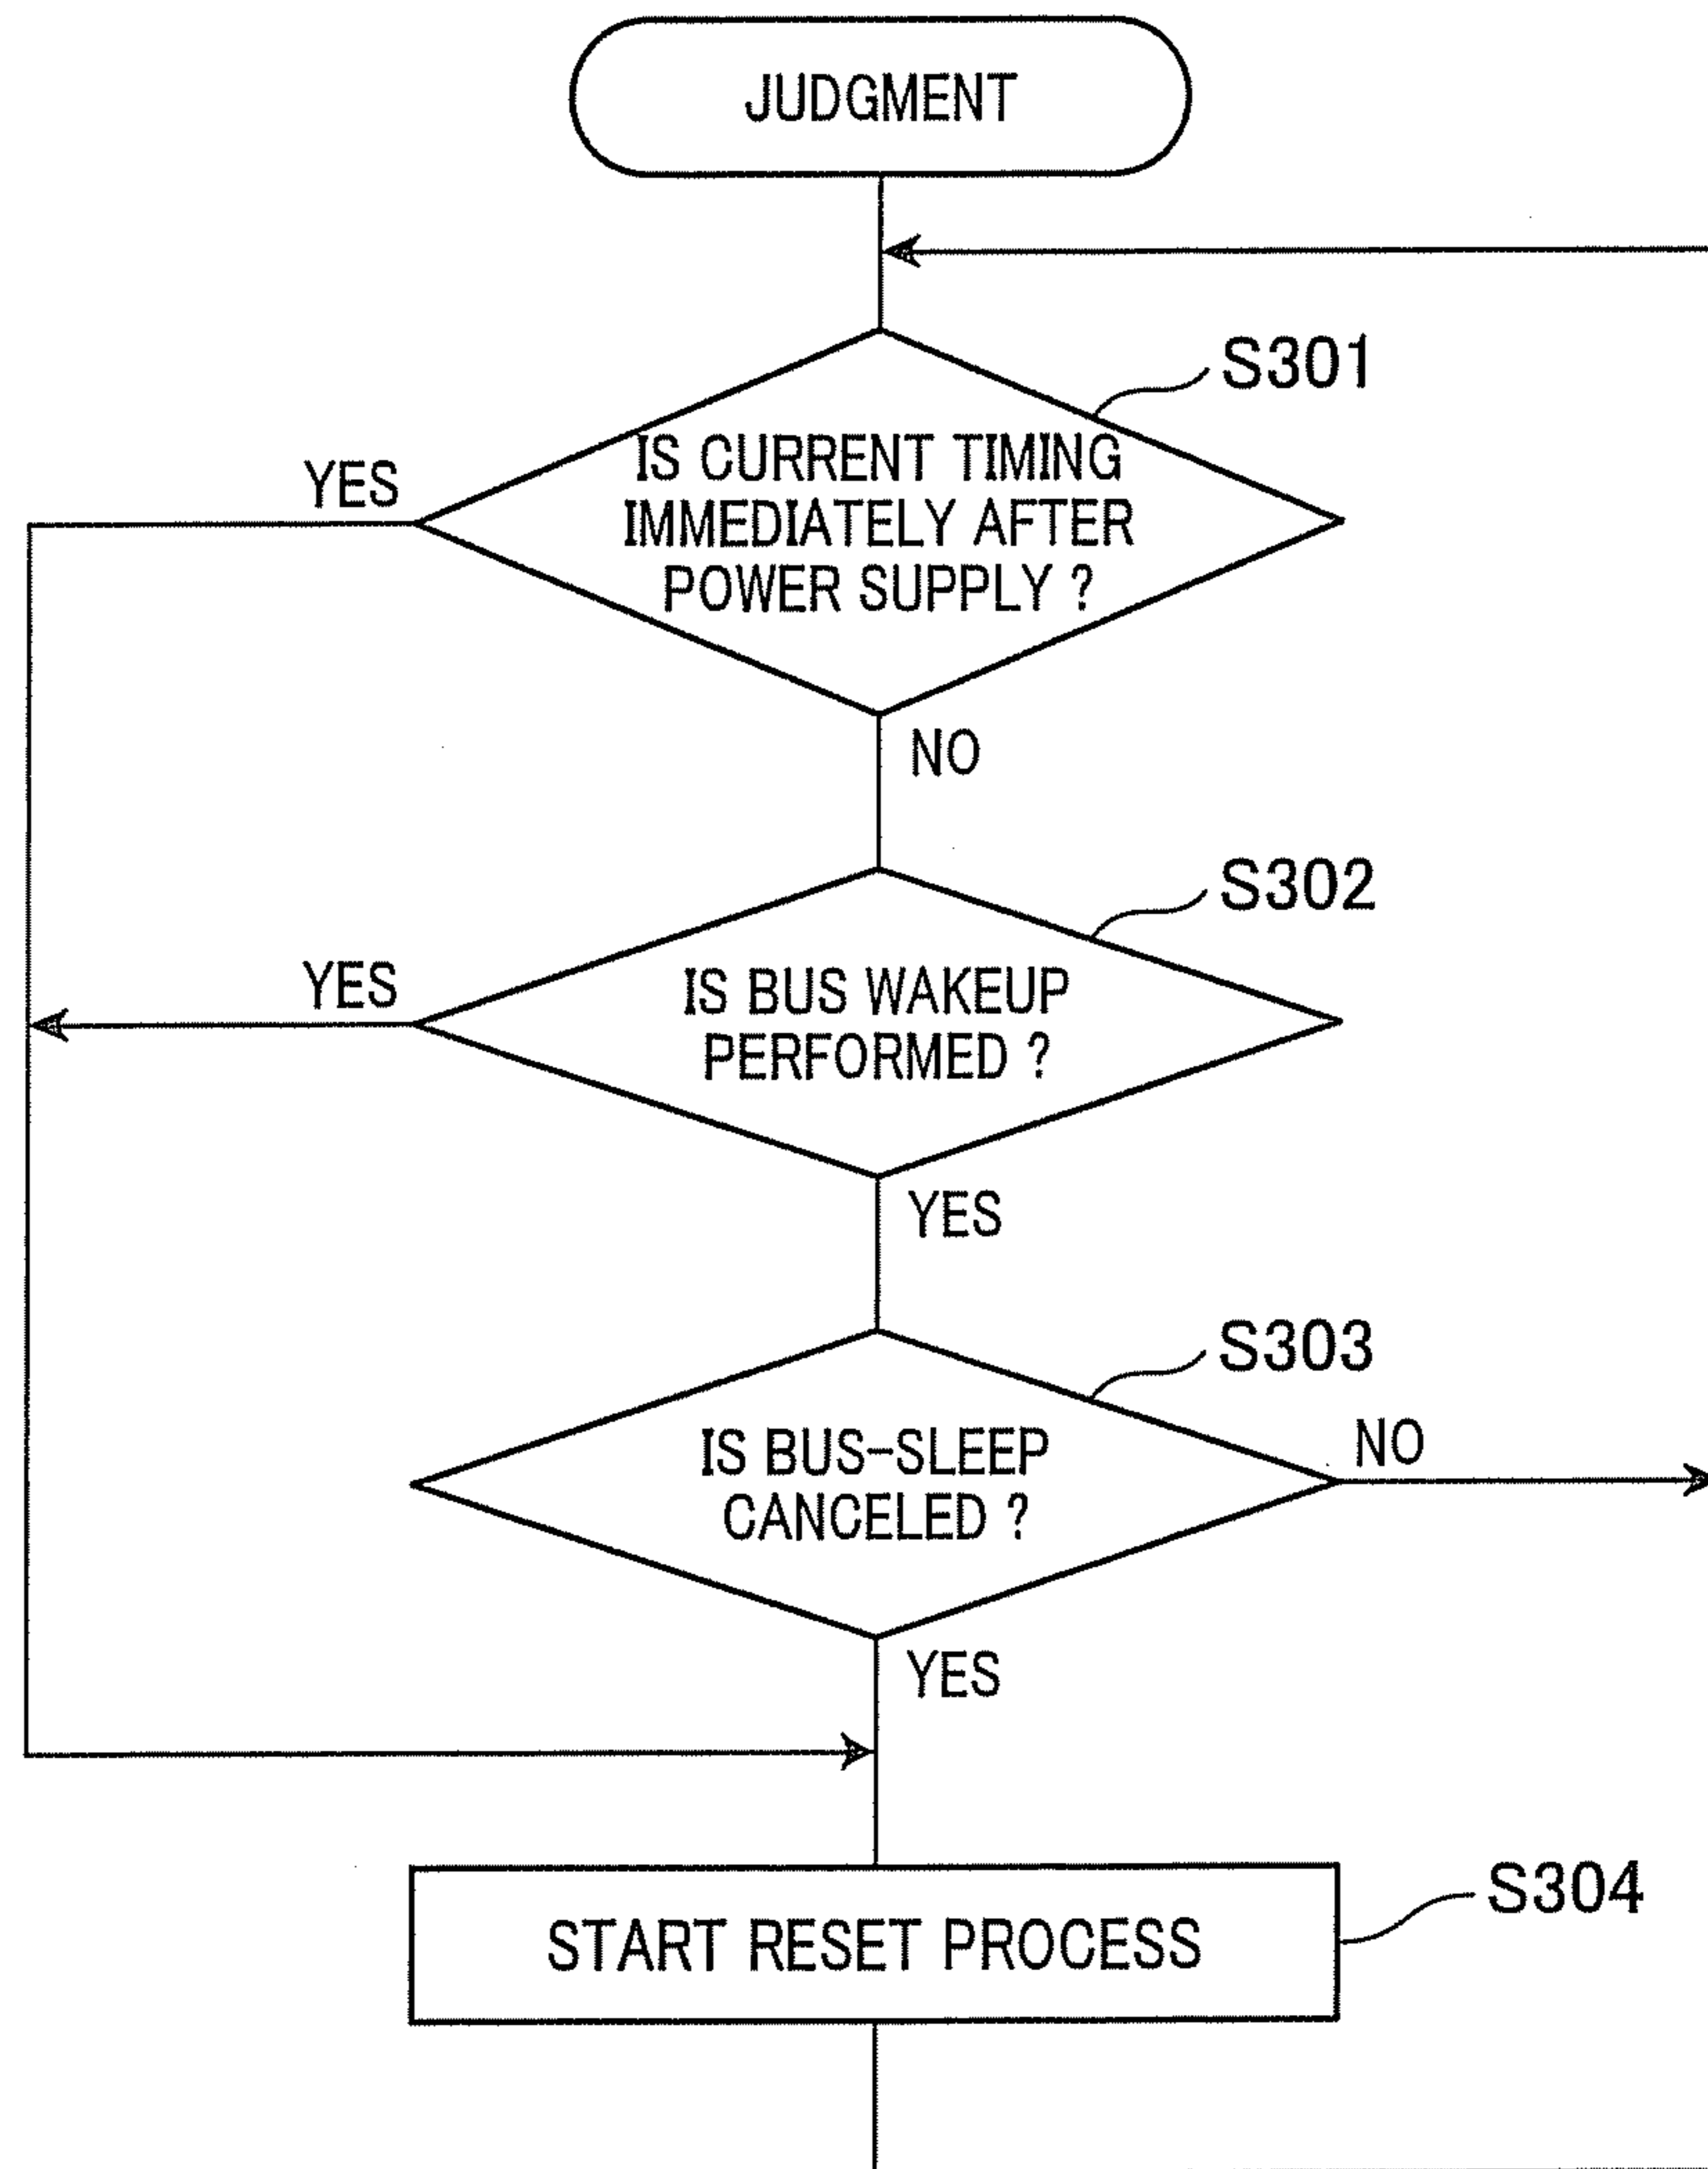 JUDGMENT
S301
YES
IS CURRENT TIMING
IMMEDIATELY AFTER
POWER SUPPLY ?
NO
S302
YES
IS BUS WAKEUP
PERFORMED ?
YES
S303
IS BUS-SLEEP
CANCELED ?
NO
YES
START RESET PROCESS
S304